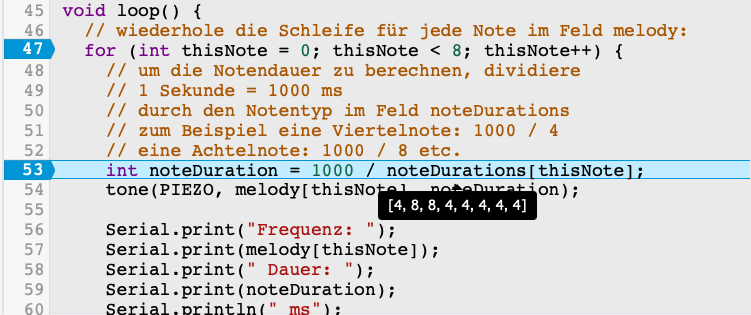 45 void loop() {
46 // wiederhole die Schleife für jede Note im Feld melody:
47 for (int thisNote = 0; thisNote < 8; thisNote++) {
48 // um die Notendauer zu berechnen, dividiere
49 // 1 Sekunde = 1000 ms
50 // durch den Notentyp im Feld noteDurations
51 // zum Beispiel eine Viertelnote: 1000 / 4
52 // eine Achtelnote: 1000 / 8 etc.
53 int noteDuration = 1000 / noteDurations[thisNote];
54 tone(PIEZO, melody[thisNote], noteDuration);
[4, 8, 8, 4, 4, 4, 4, 4]
55
56 Serial.print("Frequenz: ");
57 Serial.print(melody[thisNote]);
58 Serial.print(" Dauer: ");
59 Serial.print(noteDuration);
60 Serial.println(" ms");